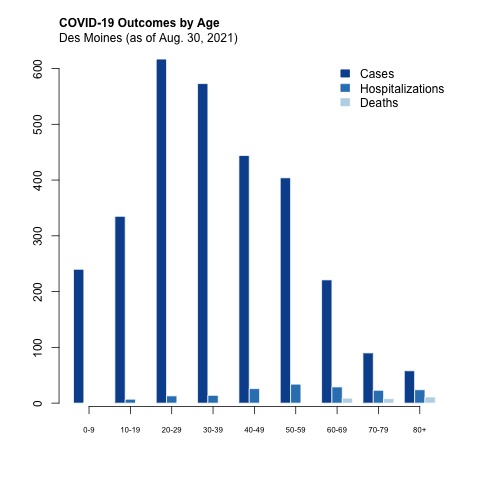 COVID-19 Outcomes by Age
Des Moines (as of Aug. 30, 2021)
Cases
Hospitalizations
Deaths
600
500
400
300
200
100
0
0-9 10-19 20-29 30-39 40-49 50-59 60-69 70-79 80+